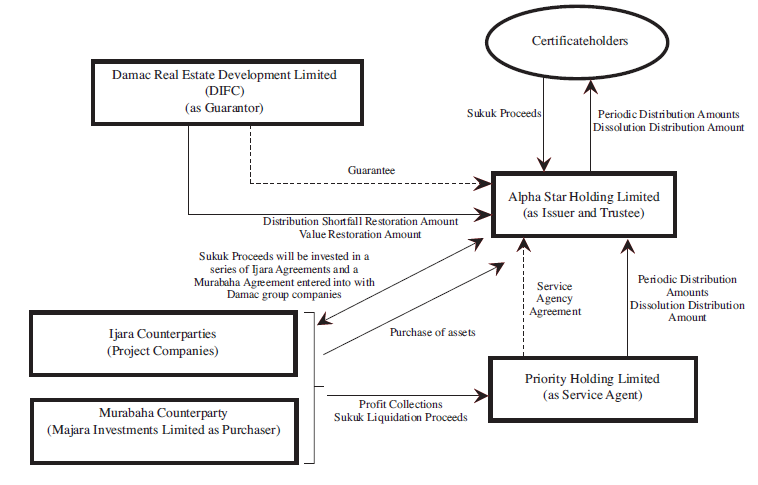 Certificateholders
Damac Real Estate Development Limited
(DIFC)
(as Guarantor)
Sukuk Proceeds
Periodic Distribution Amounts
Dissolution Distribution Amount
Guarantee
Alpha Star Holding Limited
(as Issuer and Trustee)
Distribution Shortfall Restoration Amount
Value Restoration Amount
Sukuk Proceeds will be invested in a
series of Ijara Agreements and a
Murabaha Agreement entered into with
Damac group companies
Service
Agency
Agreement
Periodic Distribution
Amounts
Dissolution Distribution
Amount
Purchase of assets
Ijara Counterparties
(Project Companies)
Priority Holding Limited
(as Service Agent)
Profit Collections
Sukuk Liquidation Proceeds
Murabaha Counterparty
(Majara Investments Limited as Purchaser)